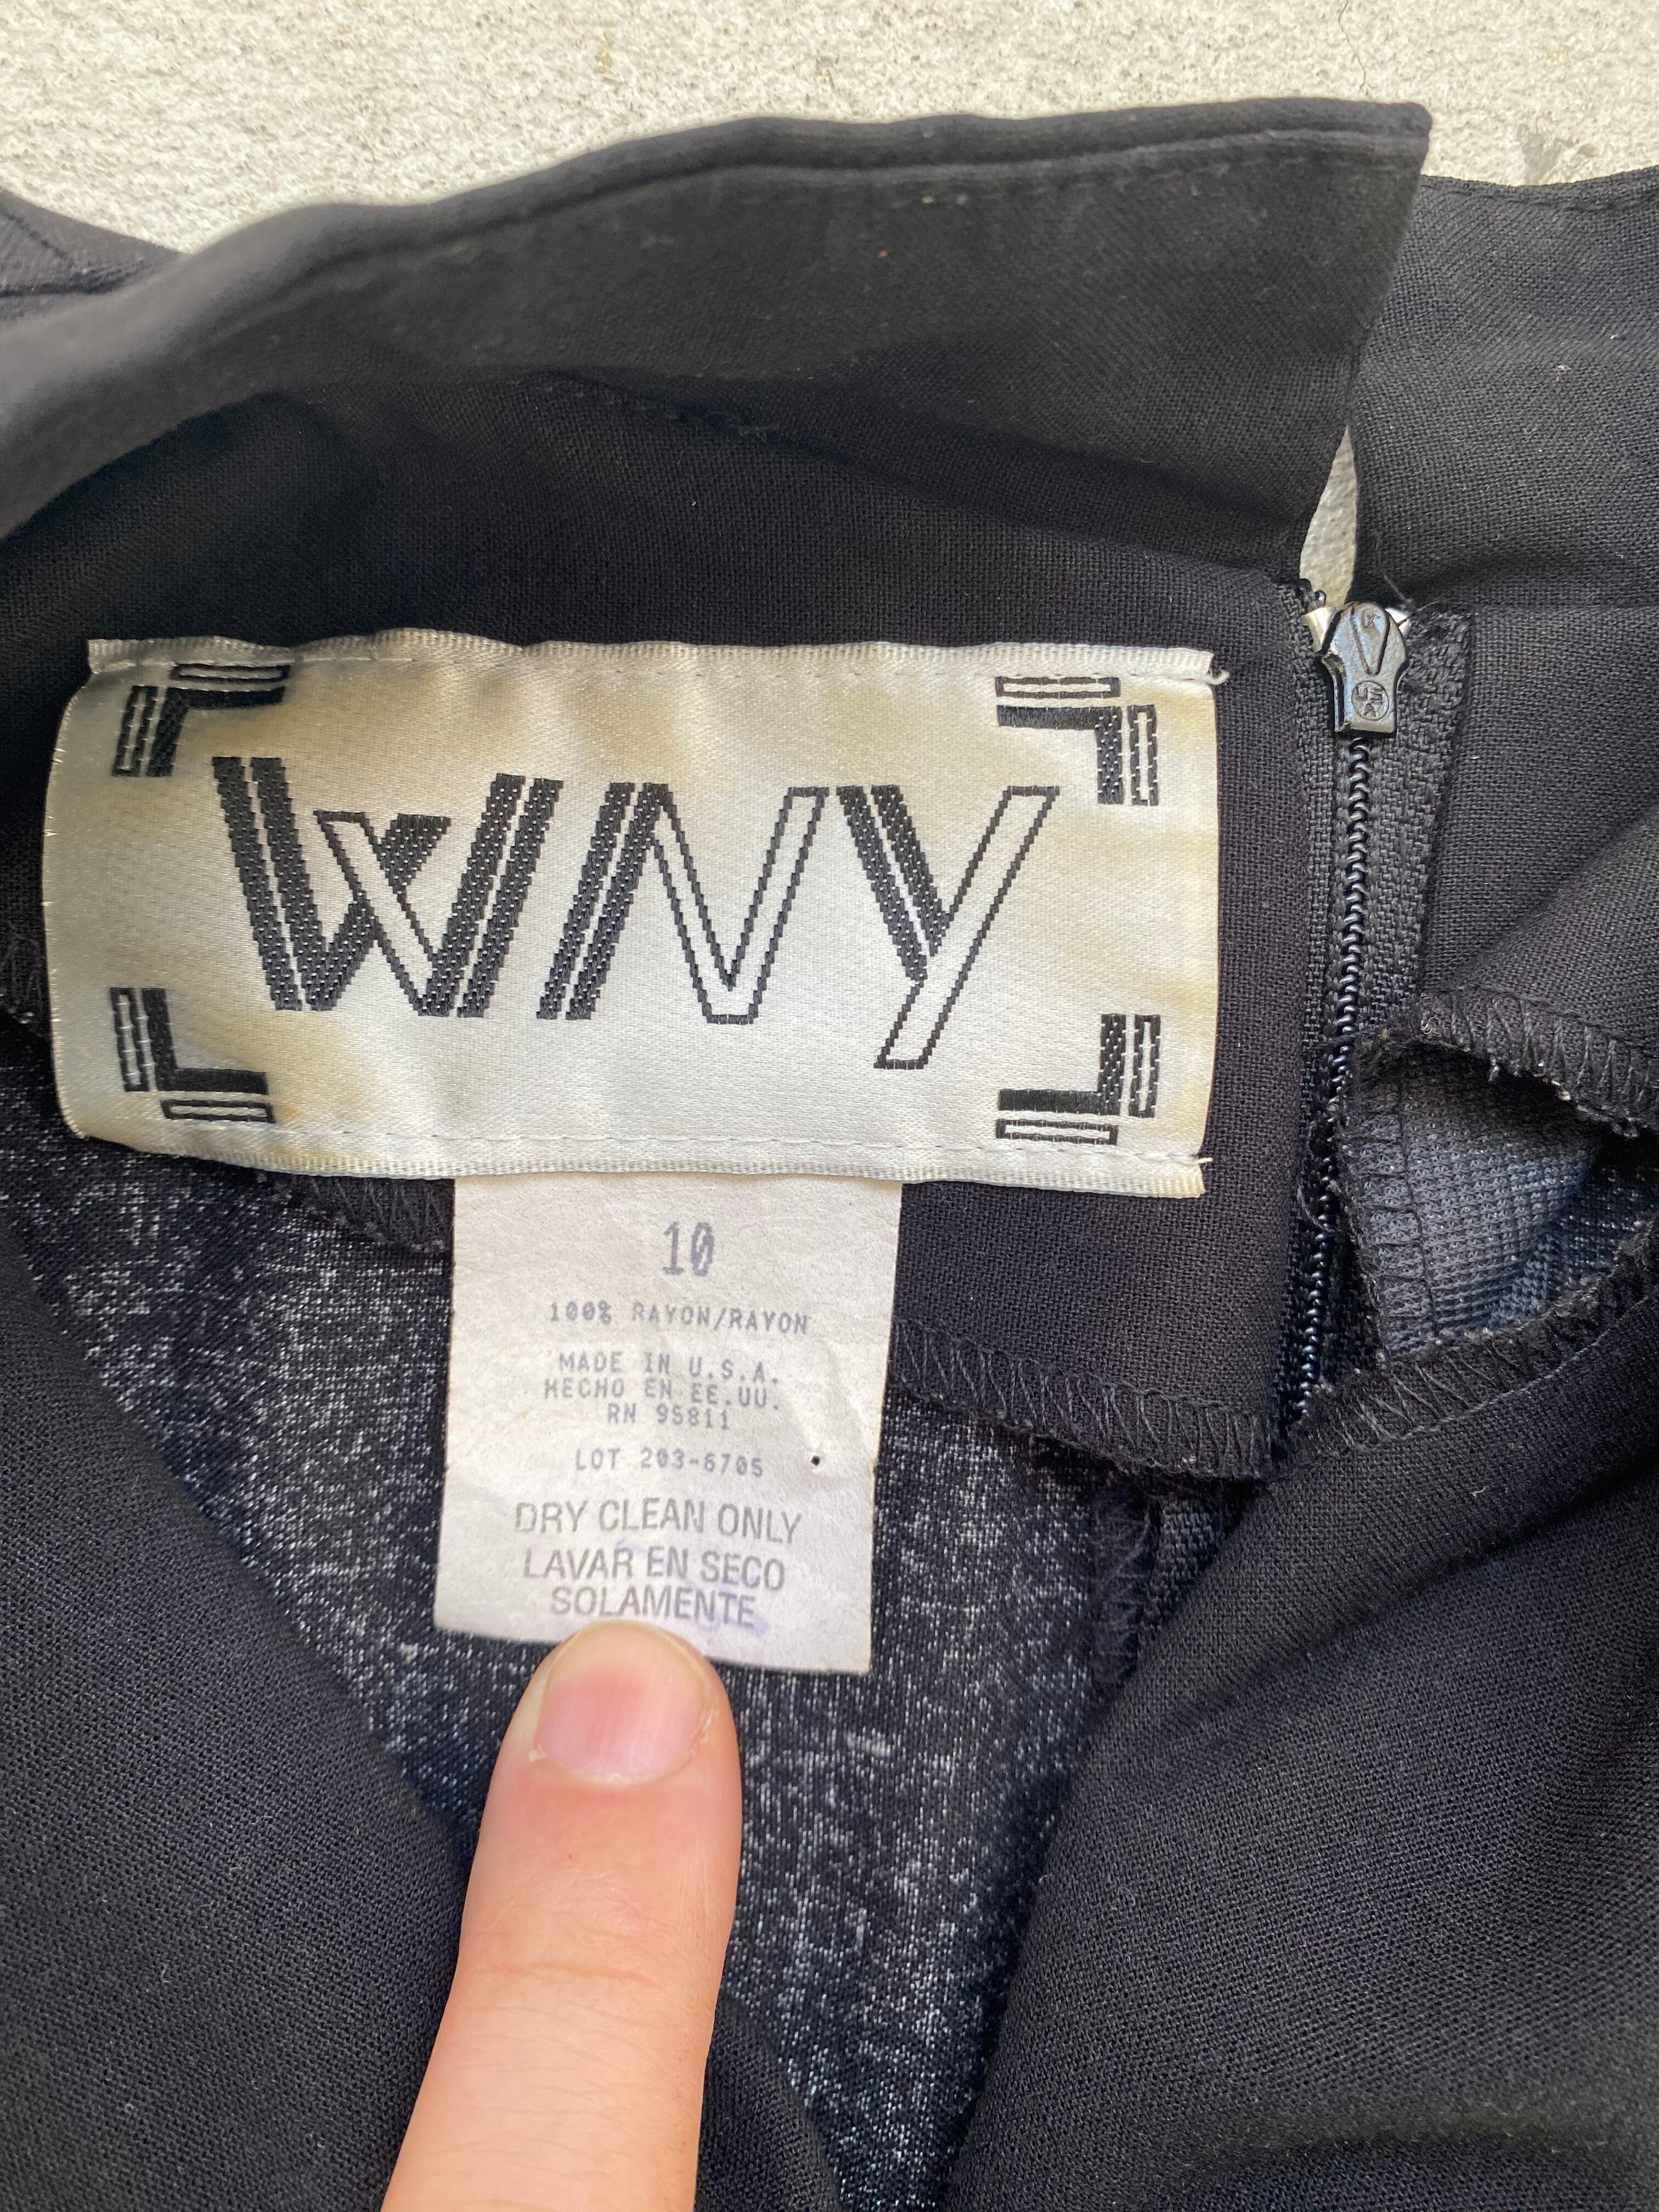 WNY
K
USA
10
100% RAYON/RAYON
MADE IN U.S.A.
HECHO EN EE.UU.
RN 95811
LOT 203-6705
DRY CLEAN ONLY
LAVAR EN SECO
SOLAMENTE